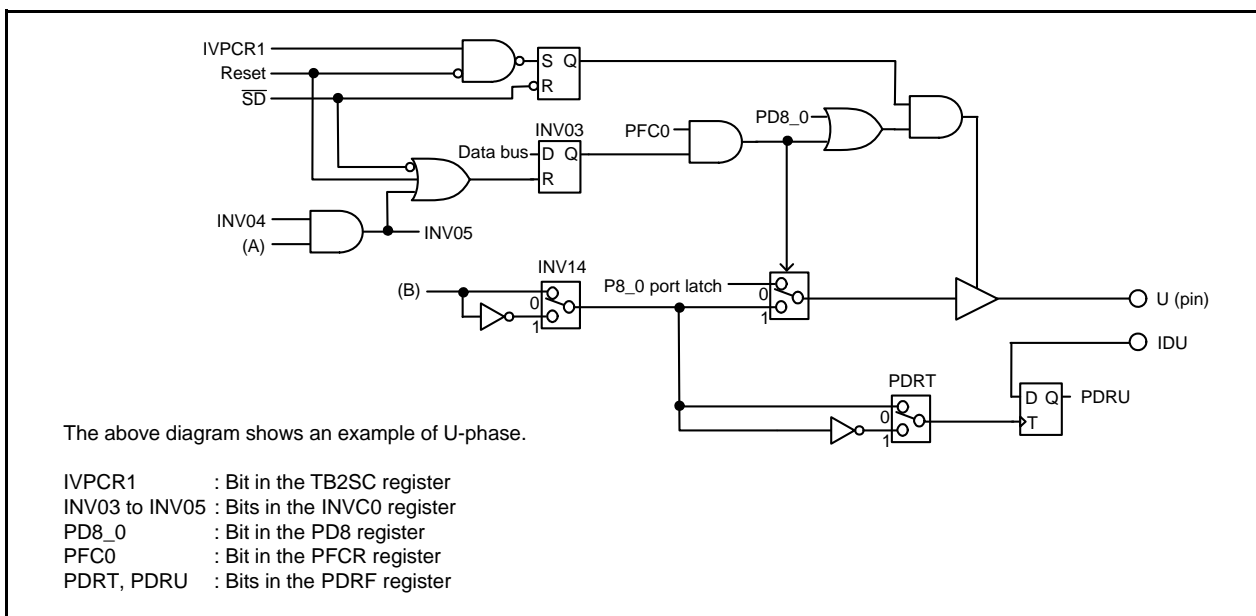 IVPCR1
Reset
SD
S Q
R
INV03
Data bus
D Q
R
PFC0
PD8_0
INV04
(A)
INV05
(B)
INV14
0
1
P8_0 port latch
0
1
U (pin)
IDU
PDRT
0
1
D Q
T
PDRU
The above diagram shows an example of U-phase.
IVPCR1 : Bit in the TB2SC register
INV03 to INV05 : Bits in the INVC0 register
PD8_0 : Bit in the PD8 register
PFC0 : Bit in the PFCR register
PDRT, PDRU : Bits in the PDRF register